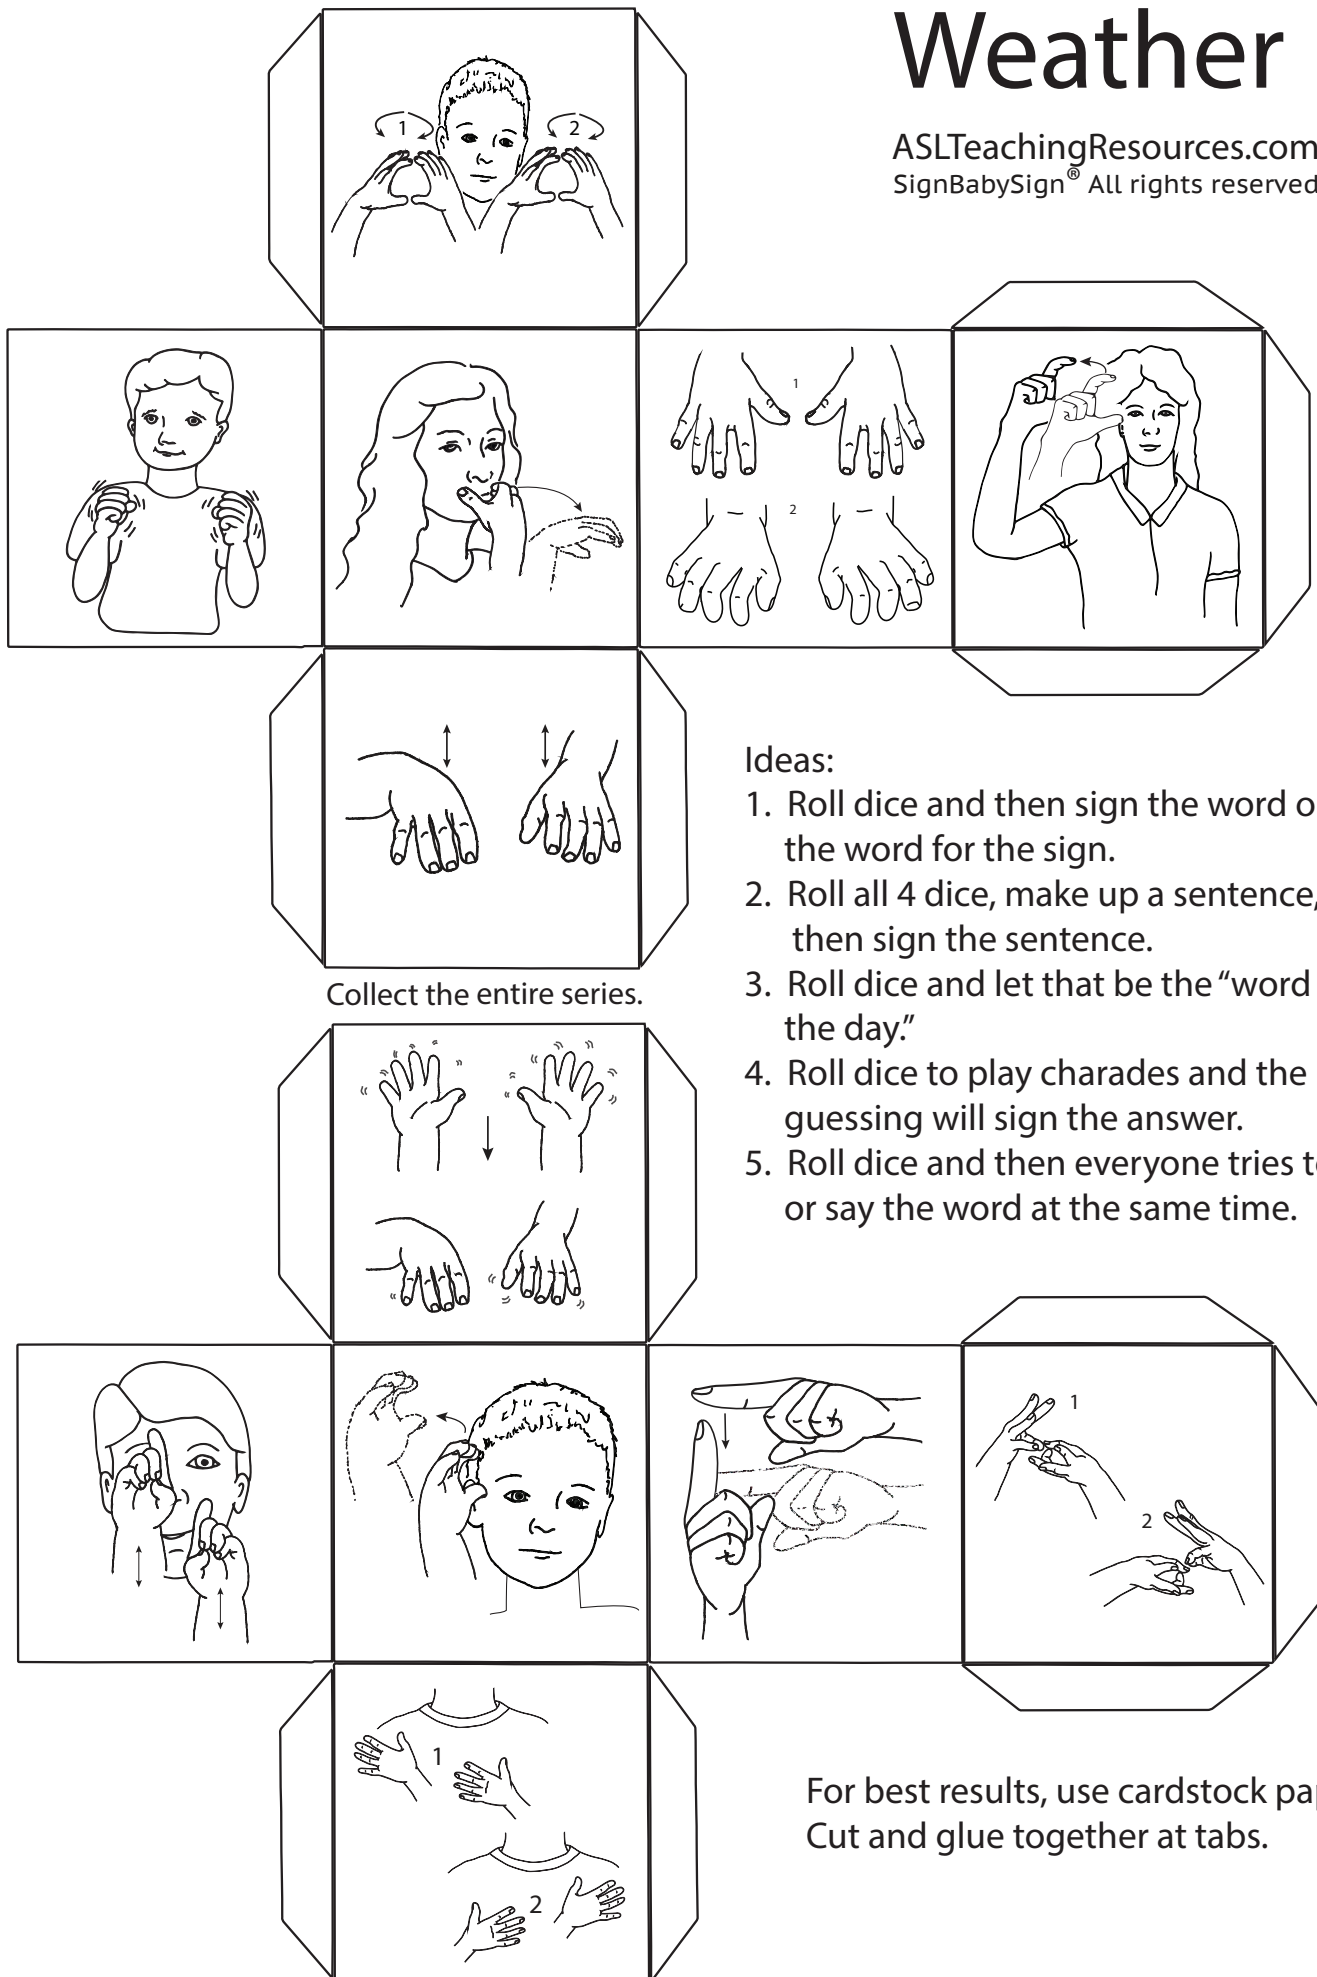 Weather
ASLTeachingResources.com
SignBabySign® All rights reserved
1
2
1
2
Ideas:
1. Roll dice and then sign the word o
the word for the sign.
2. Roll all 4 dice, make up a sentence,
then sign the sentence.
3. Roll dice and let that be the “word
the day.”
4. Roll dice to play charades and the
guessing will sign the answer.
5. Roll dice and then everyone tries t
or say the word at the same time.
Collect the entire series.
1
2
1
2
For best results, use cardstock pa
Cut and glue together at tabs.